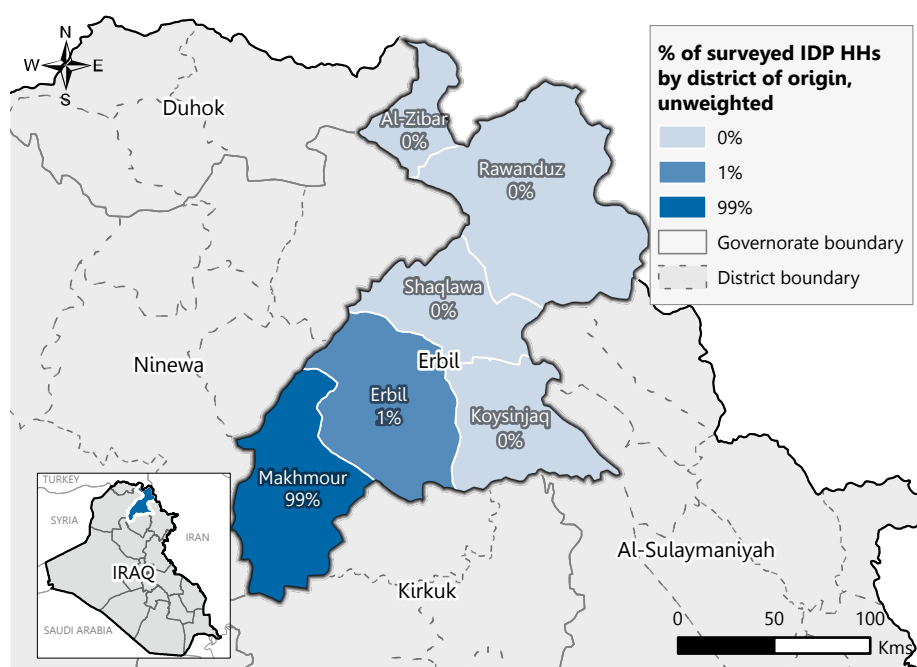 N
W
E
S
Duhok
Al-Zibar
0%
Rawanduz
0%
Shaqlawa
0%
Ninewa
Erbil
Erbil
1%
Koysinjaq
0%
Makhmour
99%
Kirkuk
Al-Sulaymaniyah
% of surveyed IDP HHs
by district of origin,
unweighted
0%
1%
99%
Governorate boundary
District boundary
TURKEY
SYRIA
IRAN
IRAQ
SAUDI ARABIA
0 50 100
Kms